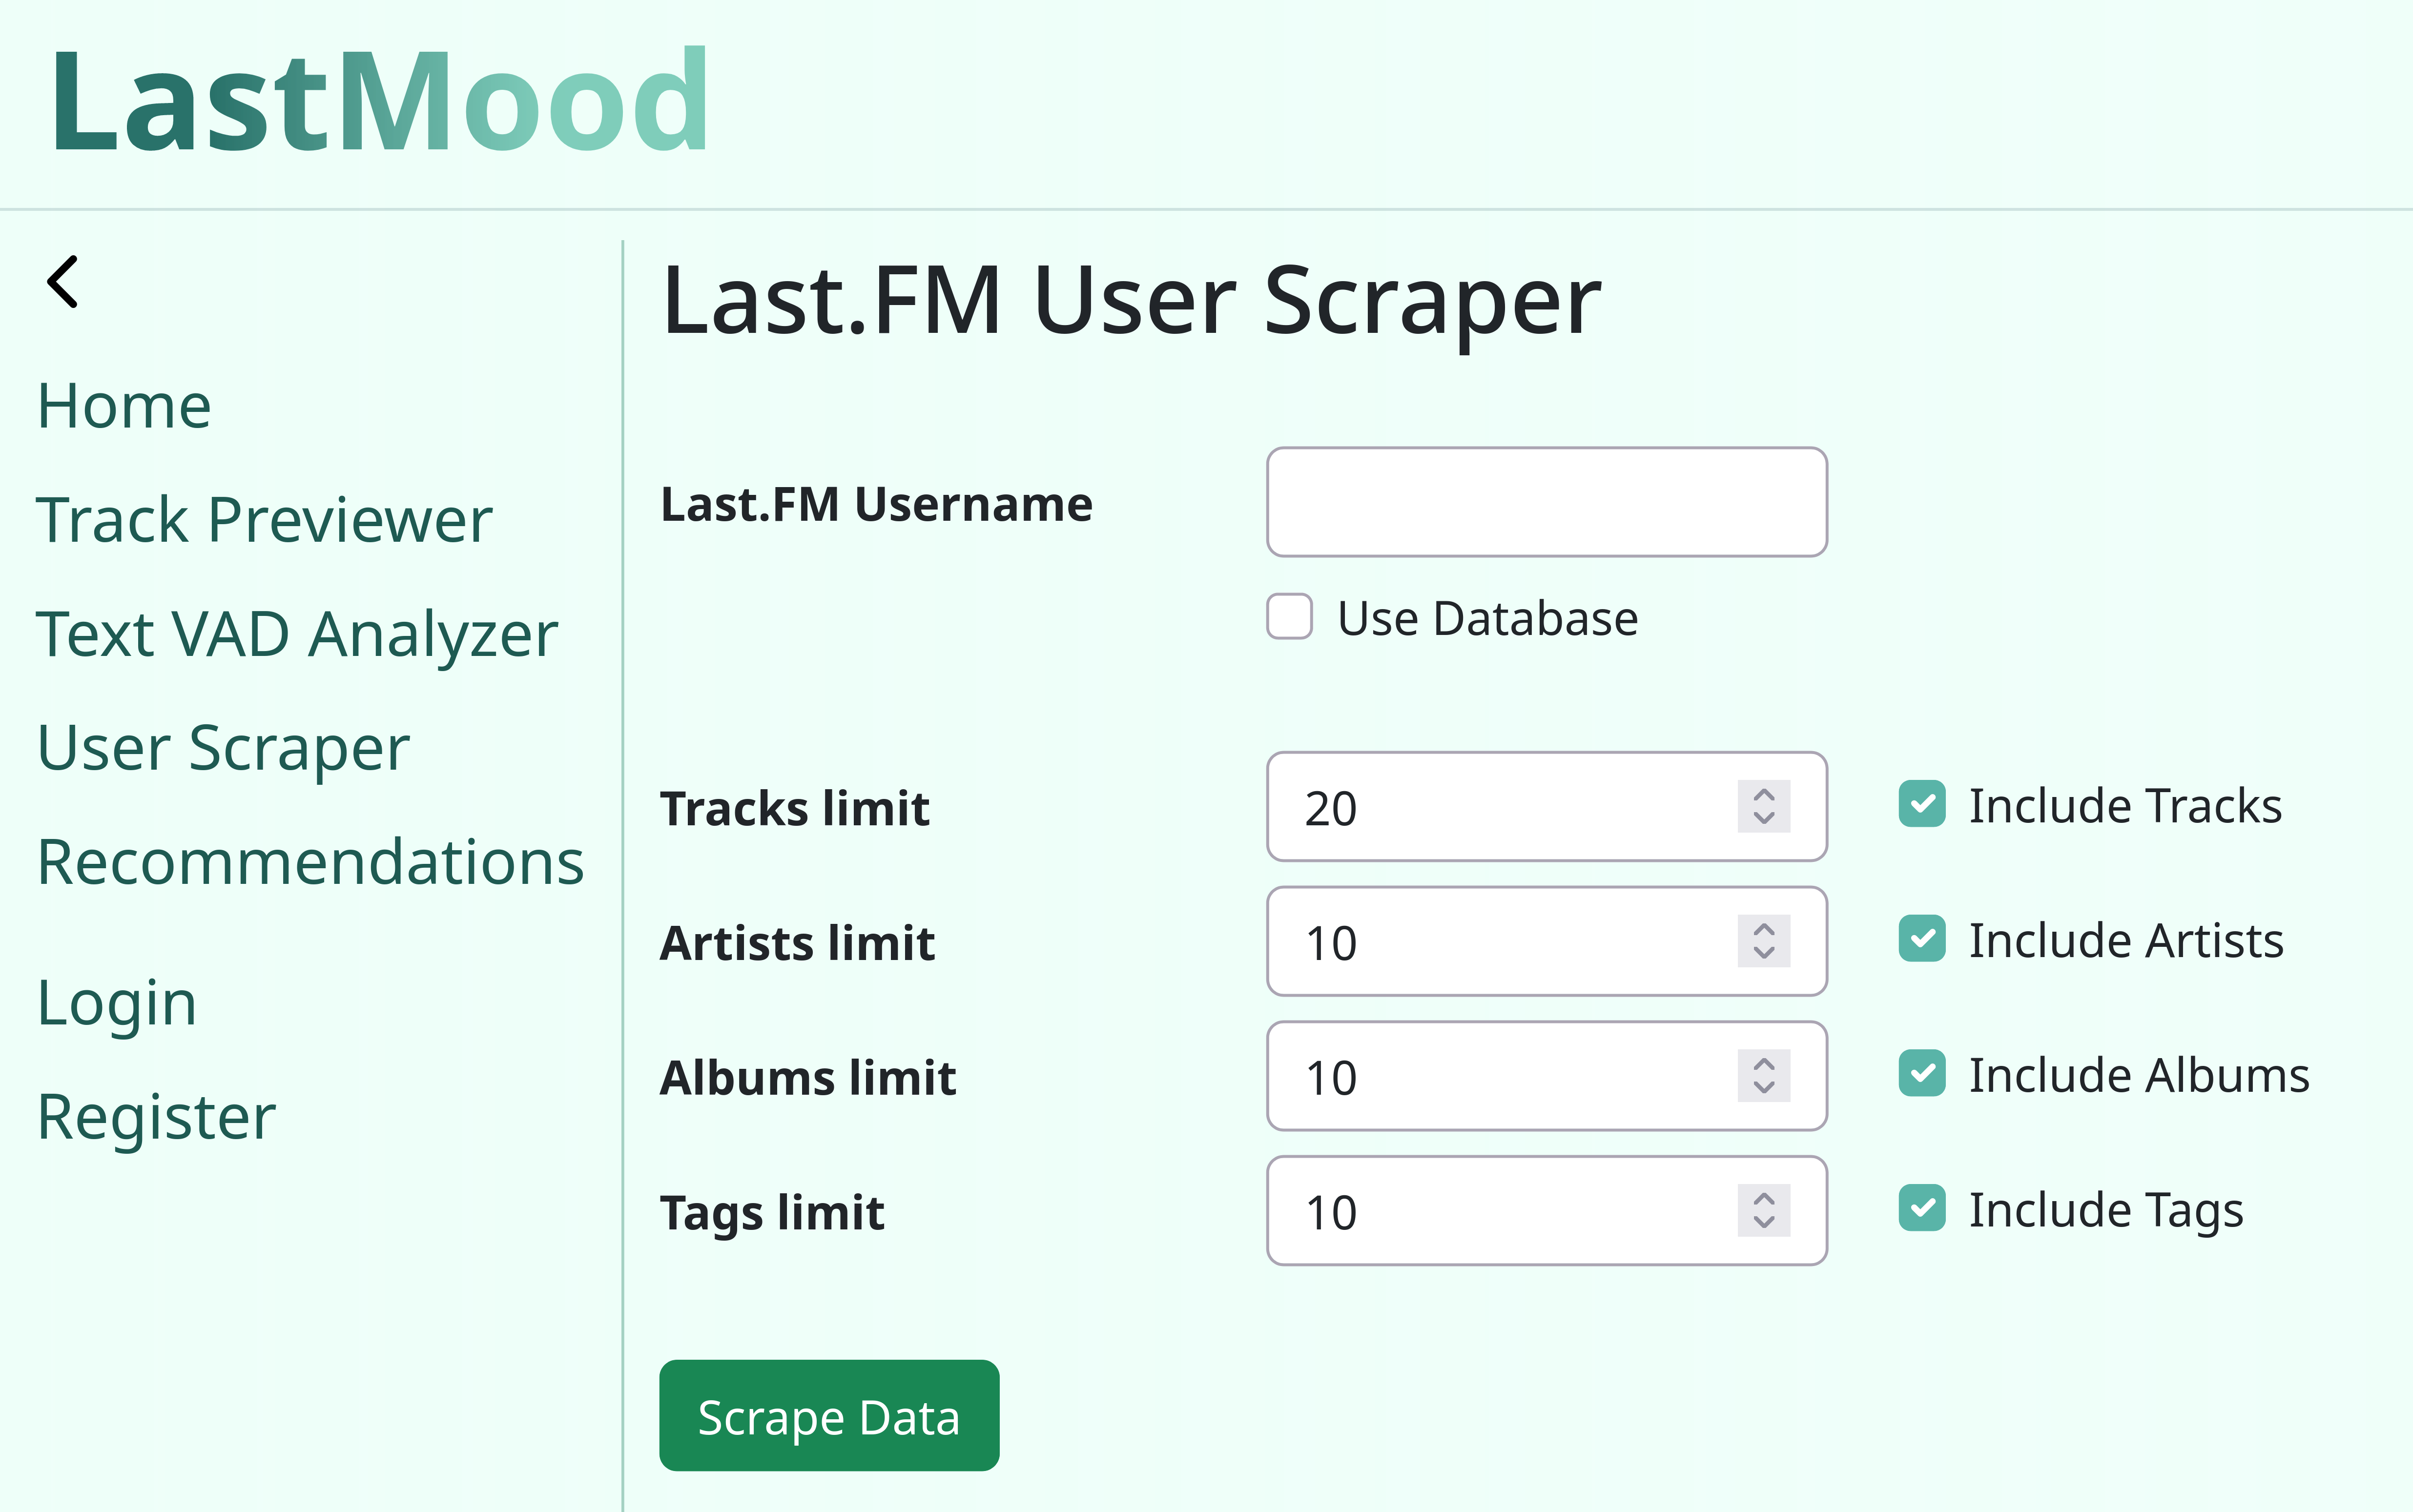 LastMood
Home
Track Previewer
Text VAD Analyzer
User Scraper
Recommendations
Login
Register
Last.FM User Scraper
Last.FM Username
Use Database
Tracks limit
20
Include Tracks
Artists limit
10
Include Artists
Albums limit
10
Include Albums
Tags limit
10
Include Tags
Scrape Data